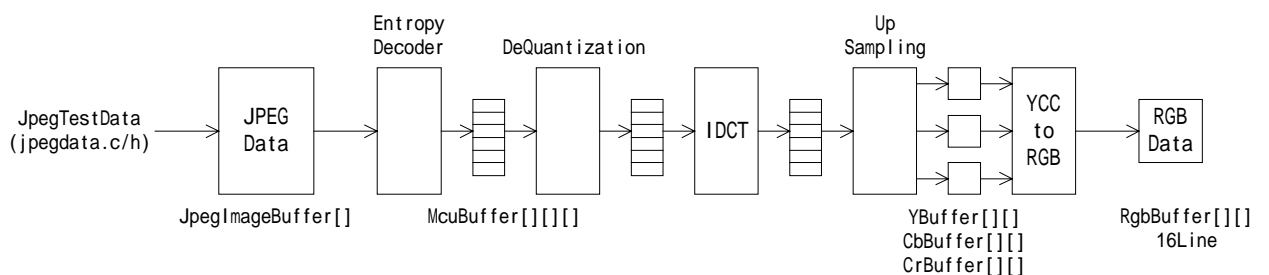 Entropy
Decoder
DeQuantization
Up
Sampling
JpegTestData
(jpegdata.c/h)
JPEG
Data
IDCT
YCC
to
RGB
RGB
Data
JpegImageBuffer[]
McuBuffer[][][]
YBuffer[][]
CbBuffer[][]
CrBuffer[][]
RgbBuffer[][]
16Line